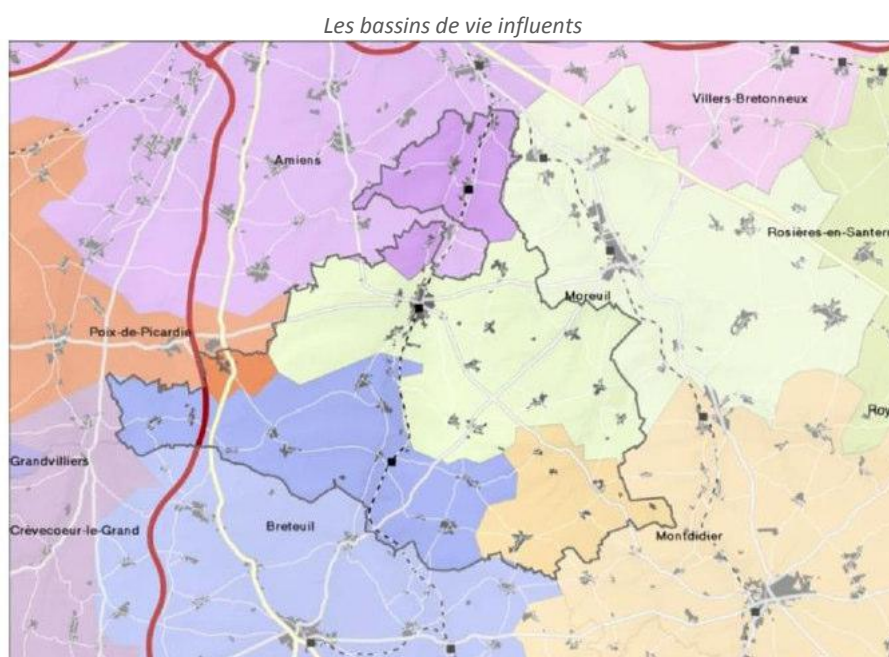 Les bassins de vie influents
Villers-Bretonneux
Amiens
Rosières-en-Santerr
Moreuil
Poix-de-Picardie
Roy
Grandvilliers
Crèvecoeur-le-Grand
Breteuil
Montdidier